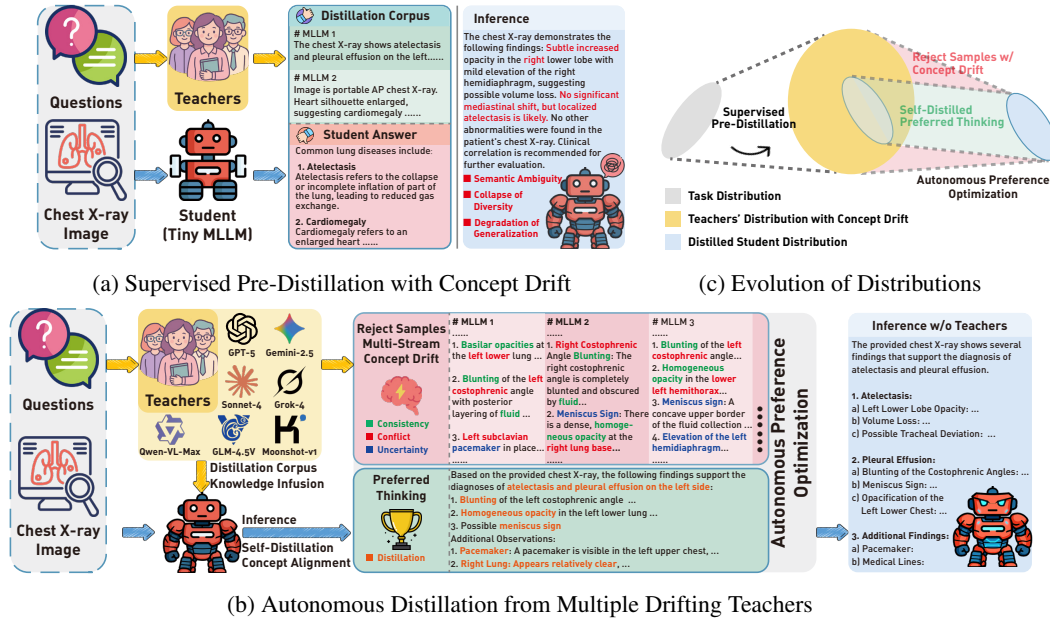 Questions
Chest X-ray
Image
Teachers
Student
(Tiny MLLM)
Distillation Corpus
# MLLM 1
The chest X-ray shows atelectasis
and pleural effusion on the left......
# MLLM 2
Image is portable AP chest X-ray.
Heart silhouette enlarged,
suggesting cardiomegaly ......
......
Student Answer
Common lung diseases include:
1. Atelectasis
Atelectasis refers to the collapse
or incomplete inflation of part of
the lung, leading to reduced gas
exchange.
2. Cardiomegaly
Cardiomegaly refers to an
enlarged heart ......
Inference
The chest X-ray demonstrates the
following findings: Subtle increased
opacity in the right lower lobe with
mild elevation of the right
hemidiaphragm, suggesting
possible volume loss. No significant
mediastinal shift, but localized
atelectasis is likely. No other
abnormalities were found in the
patient's chest X-ray. Clinical
correlation is recommended for
further evaluation.
Semantic Ambiguity
Collapse of
Diversity
Degradation of
Generalization
(a) Supervised Pre-Distillation with Concept Drift
Reject Samples w/
Concept Drift
Supervised
Pre-Distillation
Self-Distilled
Preferred Thinking
Autonomous Preference
Optimization
Task Distribution
Teachers' Distribution with Concept Drift
Distilled Student Distribution
(c) Evolution of Distributions
Questions
Chest X-ray
Image
Teachers
GPT-5
Gemini-2.5
Sonnet-4
Grok-4
Qwen-VL-Max
GLM-4.5V
Moonshot-v1
Distillation Corpus
Knowledge Infusion
Inference
Self-Distillation
Concept Alignment
Reject Samples
Multi-Stream
Concept Drift
Consistency
Conflict
Uncertainty
# MLLM 1
......
1. Basilar opacities at
the left lower lung ...
2. Blunting of the left
costophrenic angle
with posterior
layering of fluid ...
3. Left subclavian
pacemaker in place...
......
# MLLM 2
......
1. Right Costophrenic
Angle Blunting: The
right costophrenic
angle is completely
blunted and obscured
by fluid...
2. Meniscus Sign: There
is a dense, homoge-
neous opacity at the
right lung base...
......
# MLLM 3
......
1. Blunting of the left
costophrenic angle...
2. Homogeneous
opacity in the lower
left hemithorax...
3. Meniscus sign: A
concave upper border
of the fluid collection ...
4. Elevation of the left
hemidiaphragm...
......
Preferred
Thinking
Distillation
Based on the provided chest X-ray, the following findings support the
diagnoses of atelectasis and pleural effusion on the left side:
1. Blunting of the left costophrenic angle ...
2. Homogeneous opacity in the left lower lung ...
3. Possible meniscus sign
Additional Observations:
1. Pacemaker: A pacemaker is visible in the left upper chest, ...
2. Right Lung: Appears relatively clear, ...
Autonomous Preference
Optimization
Inference w/o Teachers
The provided chest X-ray shows several
findings that support the diagnosis of
atelectasis and pleural effusion.
1. Atelectasis:
a) Left Lower Lobe Opacity: ...
b) Volume Loss: ...
c) Possible Tracheal Deviation: ...
2. Pleural Effusion:
a) Blunting of the Costophrenic Angles: ...
b) Meniscus Sign: ...
c) Opacification of the
Left Lower Chest: ...
3. Additional Findings:
a) Pacemaker:
b) Medical Lines:
(b) Autonomous Distillation from Multiple Drifting Teachers